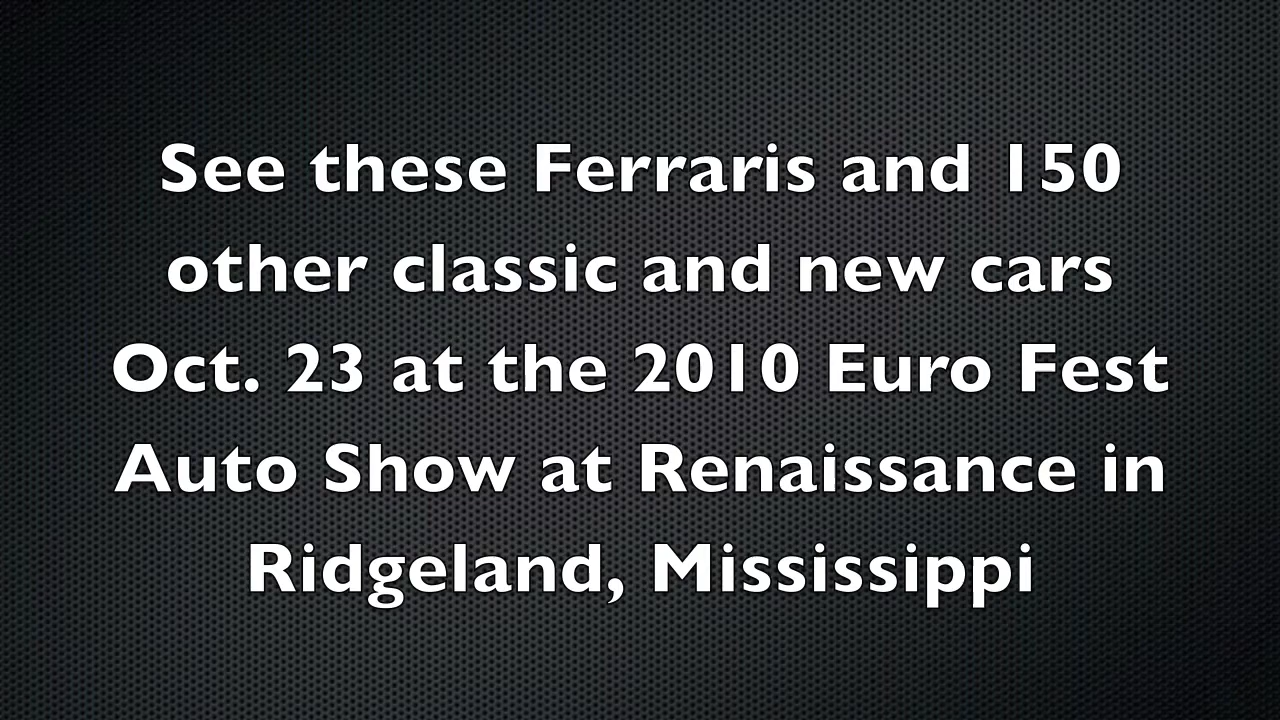 See these Ferraris and 150
other classic and new cars
Oct. 23 at the 2010 Euro Fest
Auto Show at Renaissance in
Ridgeland, Mississippi